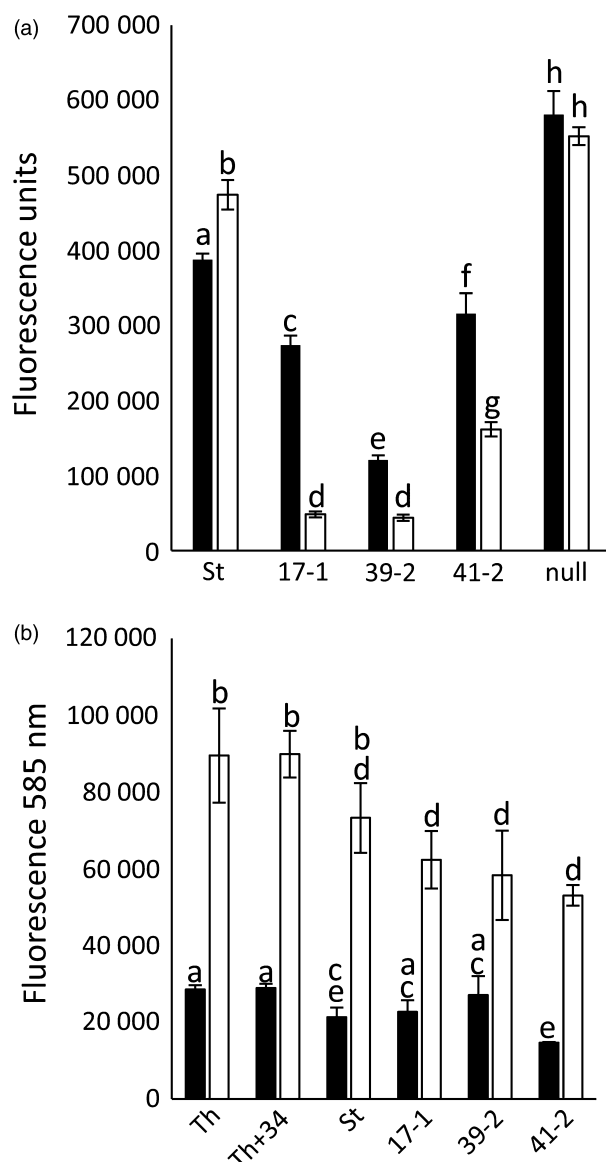 (a)
Fluorescence units
700 000
600 000
500 000
400 000
300 000
200 000
100 000
0
a
b
c
d
e
d
f
g
h
h
St
17-1
39-2
41-2
null
(b)
Fluorescence 585 nm
120 000
100 000
80 000
60 000
40 000
20 000
0
a
b
a
b
c
e
b
d
a
c
d
a
c
d
e
d
Th
Th+34
St
17-1
39-2
41-2